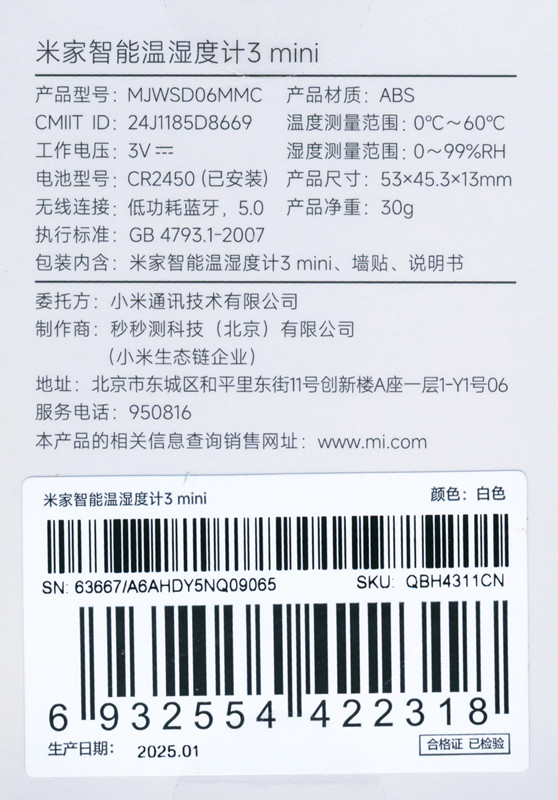 米家智能温湿度计3 mini
产品型号：MJWSD06MMC 产品材质：ABS
CMIIT ID：24J1185D8669 温度测量范围：0℃～60℃
工作电压：3V⎓ 湿度测量范围：0～99%RH
电池型号：CR2450 (已安装) 产品尺寸：53×45.3×13mm
无线连接：低功耗蓝牙，5.0 产品净重：30g
执行标准：GB 4793.1-2007
包装内含：米家智能温湿度计3 mini、墙贴、说明书
委托方：小米通讯技术有限公司
制作商：秒秒测科技（北京）有限公司
（小米生态链企业）
地址：北京市东城区和平里东街11号创新楼A座一层1-Y1号06
服务电话：950816
本产品的相关信息查询销售网址：www.mi.com
米家智能温湿度计3 mini 颜色：白色
SN: 63667/A6AHDY5NQ09065 SKU: QBH4311CN
6 932554 422318
生产日期： 2025.01 合格证 已检验